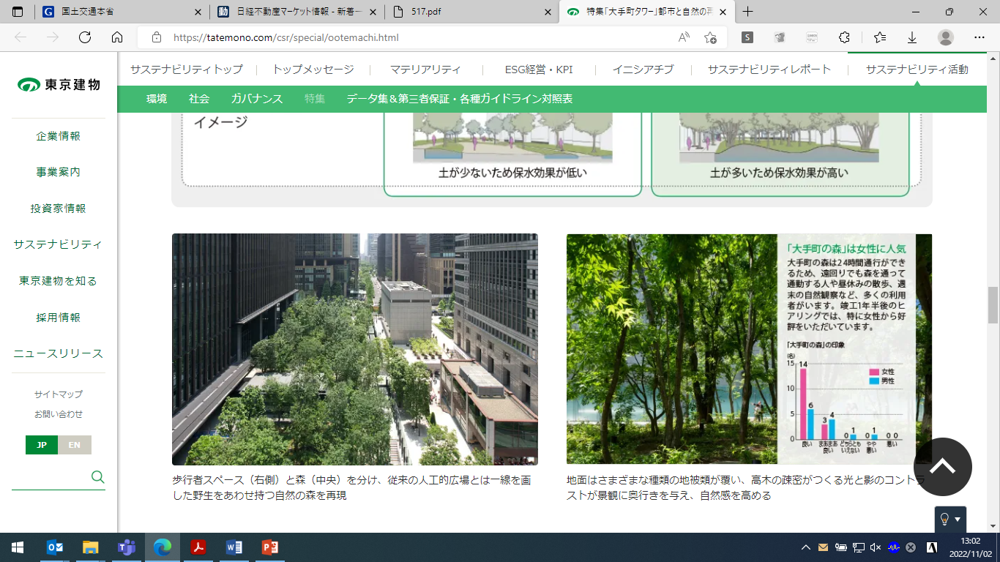 国土交通本省
日経不動産マーケット情報 - 新着一
517.pdf
特集「大手町タワー」都市と自然の再
https://tatemono.com/csr/special/ootemachi.html
東京建物
サステナビリティトップ
トップメッセージ
マテリアリティ
ESG経営・KPI
イニシアチブ
サステナビリティレポート
サステナビリティ活動
環境
社会
ガバナンス
特集
データ集＆第三者保証・各種ガイドライン対照表
企業情報
事業案内
投資家情報
サステナビリティ
東京建物を知る
採用情報
ニュースリリース
サイトマップ
お問い合わせ
JP
EN
イメージ
土が少ないため保水効果が低い
土が多いため保水効果が高い
「大手町の森」は女性に人気
大手町の森は24時間通行ができ
るため、遠回りでも森を通って
通勤する人や昼休みの散歩、週
末の自然観察など、多くの利用
者がいます。竣工1年半後のヒ
アリングでは、特に女性から好
評をいただいています。
「大手町の森」の印象
(名)
15
10
5
0
女性
男性
14
6
3
4
0
1
0
1
0
0
良い
まあまあ
良い
どちらとも
いえない
やや
悪い
悪い
歩行者スペース（右側）と森（中央）を分け、従来の人工的広場とは一線を画
した野生をあわせ持つ自然の森を再現
地面はさまざまな種類の地被類が覆い、高木の疎密がつくる光と影のコントラ
ストが景観に奥行きを与え、自然感を高める
13:02
2022/11/02